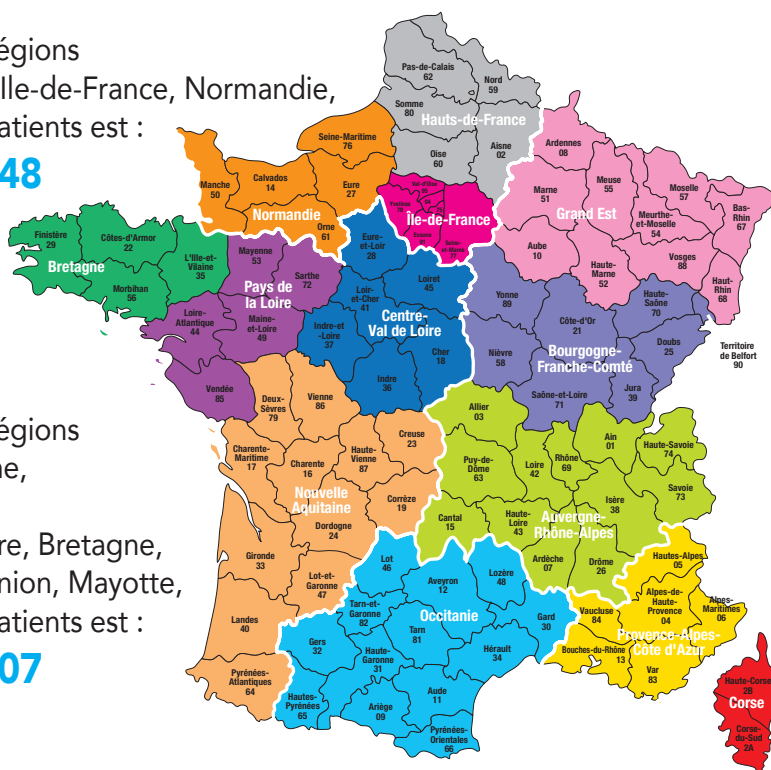 égions
Ile-de-France, Normandie,
atients est :
48
égions
ne,
re, Bretagne,
nion, Mayotte,
atients est :
07
Pas-de-Calais
62
Nord
59
Somme
80
Hauts-de-France
Aisne
02
Oise
60
Seine-Maritime
76
Manche
50
Calvados
14
Eure
27
Normandie
Orne
61
Val-d'Oise
95
Yvelines
78
Essonne
91
Seine-
et-Marne
77
Île-de-France
Ardennes
08
Marne
51
Meuse
55
Moselle
57
Bas-
Rhin
67
Meurthe-
et-Moselle
54
Grand Est
Aube
10
Haute-
Marne
52
Vosges
88
Haut-
Rhin
68
Finistère
29
Côtes-d'Armor
22
L'Ille-et-
Vilaine
35
Bretagne
Morbihan
56
Mayenne
53
Sarthe
72
Pays de
la Loire
Loire-
Atlantique
44
Maine-
et-Loire
49
Vendée
85
Eure-
et-Loir
28
Loiret
45
Loir-
et-Cher
41
Centre-
Val de Loire
Indre-et
-Loire
37
Cher
18
Indre
36
Yonne
89
Côte-d'Or
21
Haute-
Saône
70
Nièvre
58
Bourgogne-
Franche-Comté
Doubs
25
Territoire
de Belfort
90
Saône-et-Loire
71
Jura
39
Deux-
Sèvres
79
Vienne
86
Creuse
23
Charente-
Maritime
17
Charente
16
Haute-
Vienne
87
Nouvelle
Aquitaine
Corrèze
19
Dordogne
24
Gironde
33
Lot-et-
Garonne
47
Landes
40
Pyrénées-
Atlantiques
64
Allier
03
Puy-de-
Dôme
63
Loire
42
Rhône
69
Ain
01
Haute-Savoie
74
Savoie
73
Isère
38
Cantal
15
Haute-
Loire
43
Auvergne-
Rhône-Alpes
Ardèche
07
Drôme
26
Lot
46
Aveyron
12
Lozère
48
Tarn-et-
Garonne
82
Occitanie
Gard
30
Gers
32
Tarn
81
Haute-
Garonne
31
Hérault
34
Hautes-
Pyrénées
65
Ariège
09
Aude
11
Pyrénées-
Orientales
66
Hautes-Alpes
05
Vaucluse
84
Alpes-de-
Haute-
Provence
04
Alpes-
Maritimes
06
Provence-Alpes-
Côte d'Azur
Bouches-du-Rhône
13
Var
83
Haute-Corse
2B
Corse
Corse-
du-Sud
2A